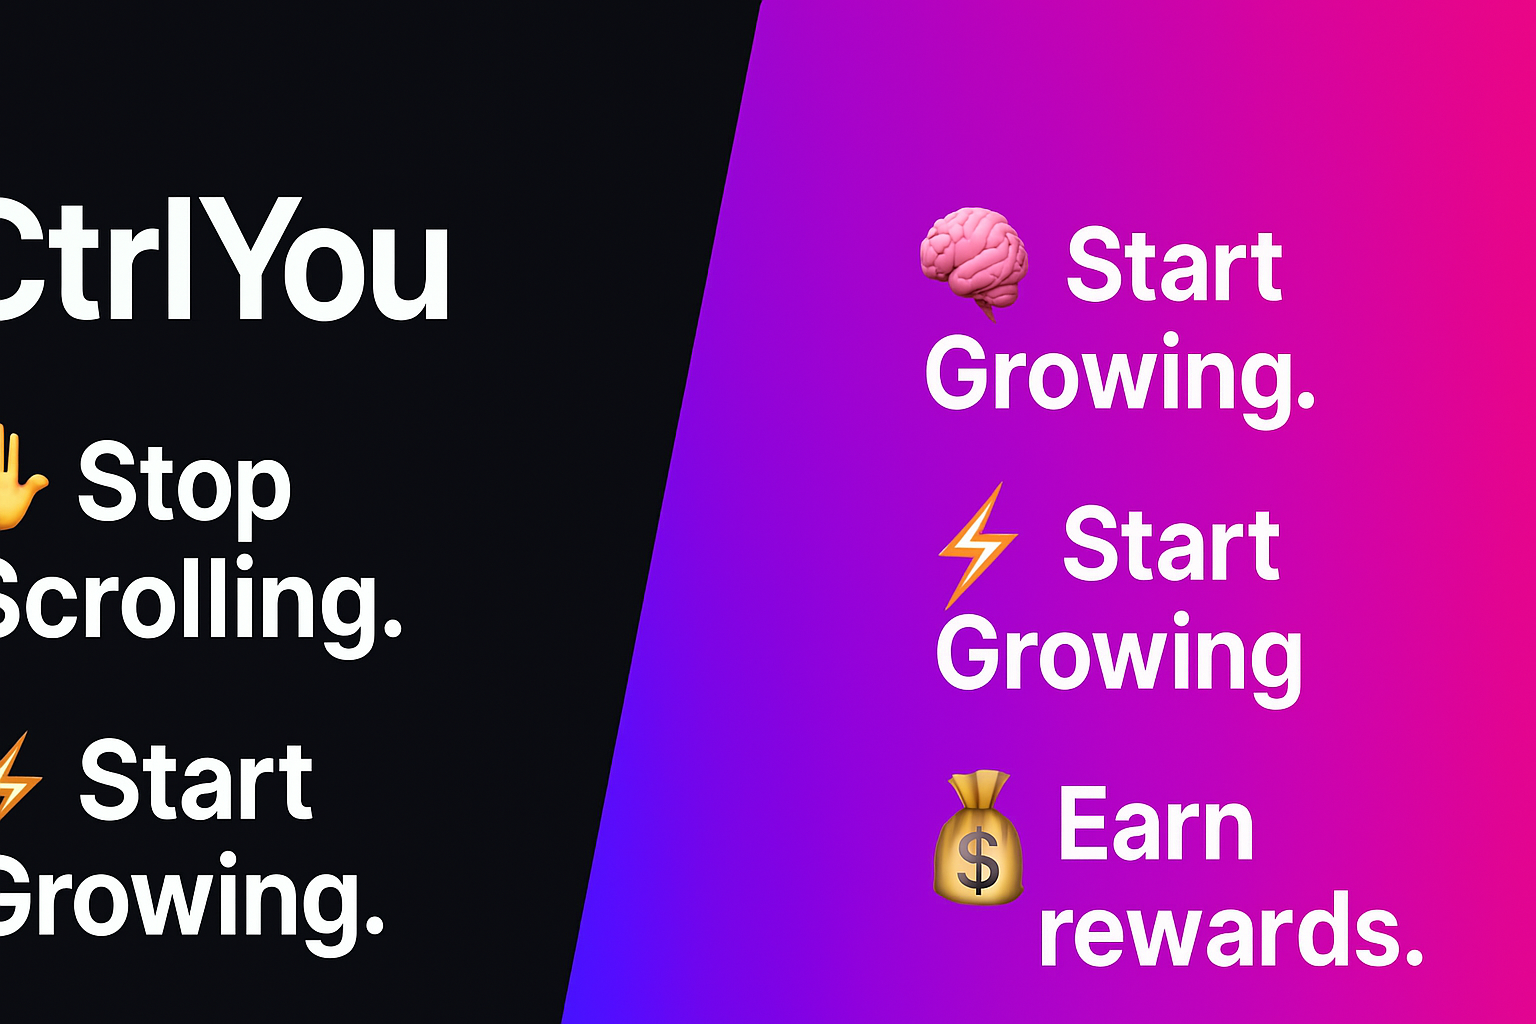 CtrlYou
✋ Stop
Scrolling.
⚡ Start
Growing.
🧠 Start
Growing.
⚡ Start
Growing
💰 Earn
rewards.